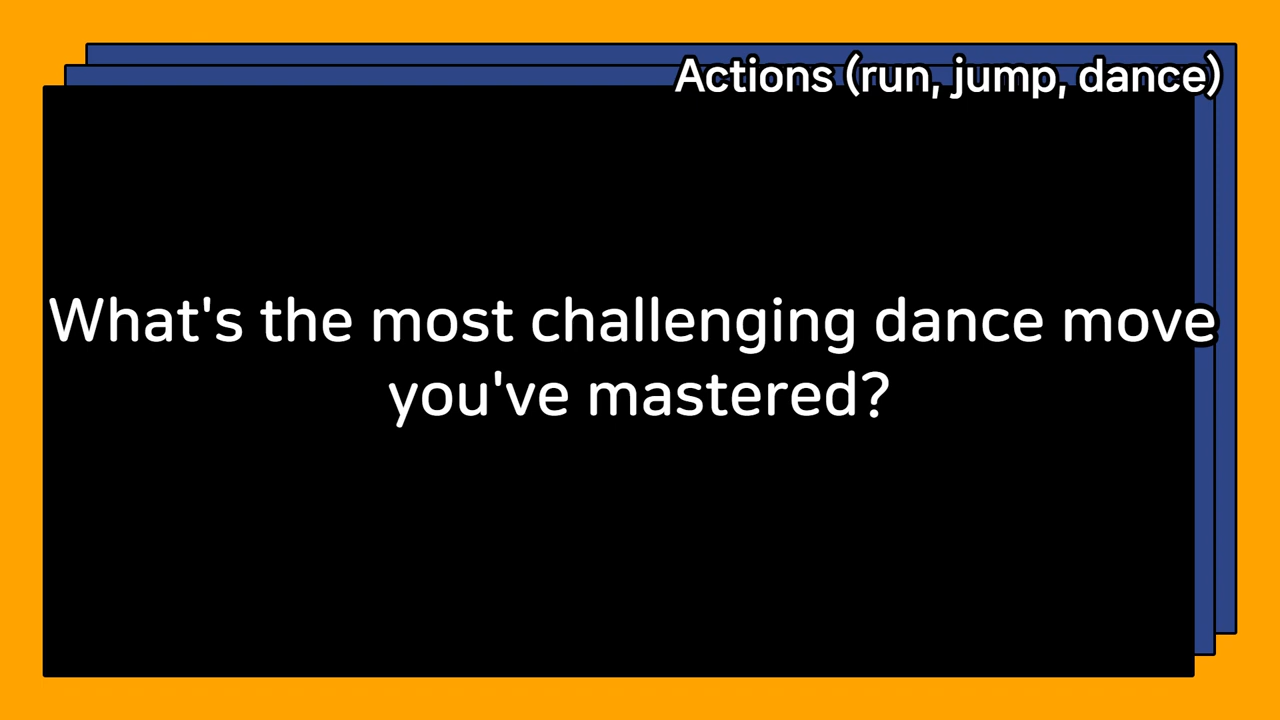 Actions (run, jump, dance)
What's the most challenging dance move
you've mastered?